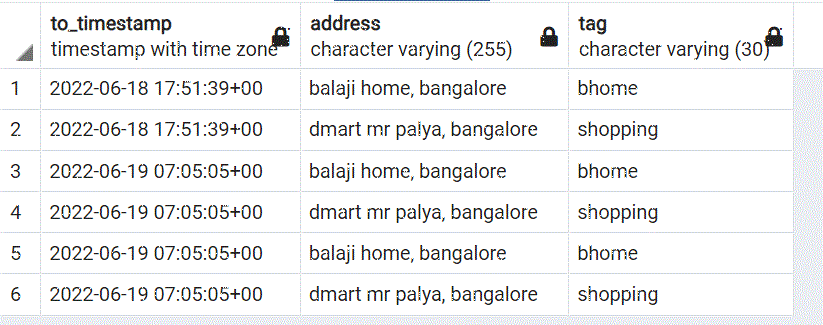 to_timestamp address tag
timestamp with time zone character varying (255) character varying (30)
1 2022-06-18 17:51:39+00 balaji home, bangalore bhome
2 2022-06-18 17:51:39+00 dmart mr palya, bangalore shopping
3 2022-06-19 07:05:05+00 balaji home, bangalore bhome
4 2022-06-19 07:05:05+00 dmart mr palya, bangalore shopping
5 2022-06-19 07:05:05+00 balaji home, bangalore bhome
6 2022-06-19 07:05:05+00 dmart mr palya, bangalore shopping